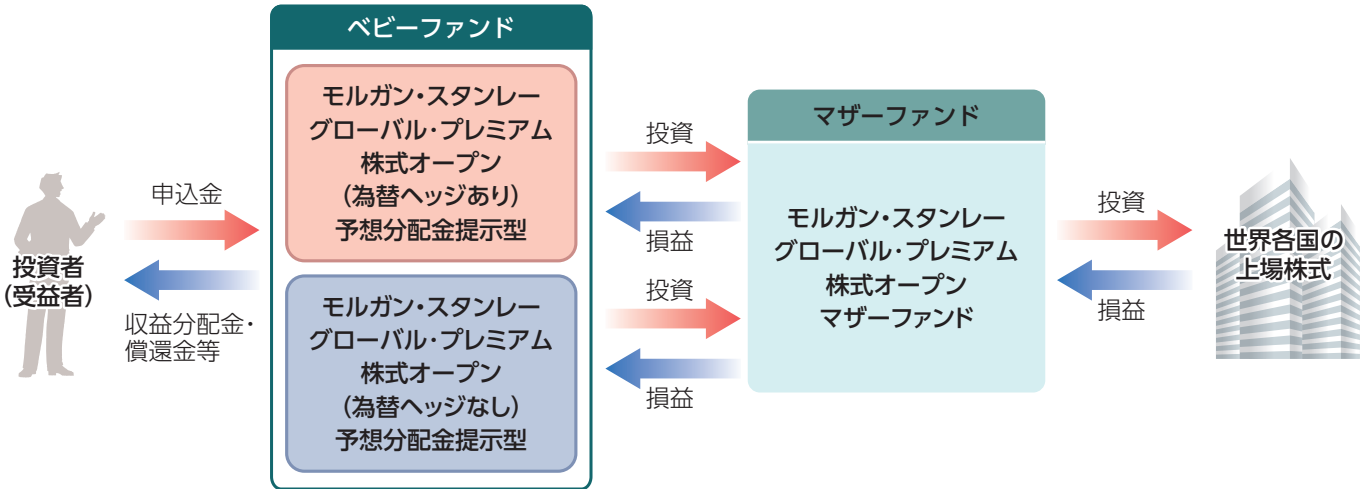 ベビーファンド
モルガン・スタンレー
グローバル・プレミアム
株式オープン
(為替ヘッジあり)
予想分配金提示型
モルガン・スタンレー
グローバル・プレミアム
株式オープン
(為替ヘッジなし)
予想分配金提示型
申込金
収益分配金・
償還金等
投資者
(受益者)
投資
損益
投資
損益
マザーファンド
モルガン・スタンレー
グローバル・プレミアム
株式オープン
マザーファンド
投資
損益
世界各国の
上場株式